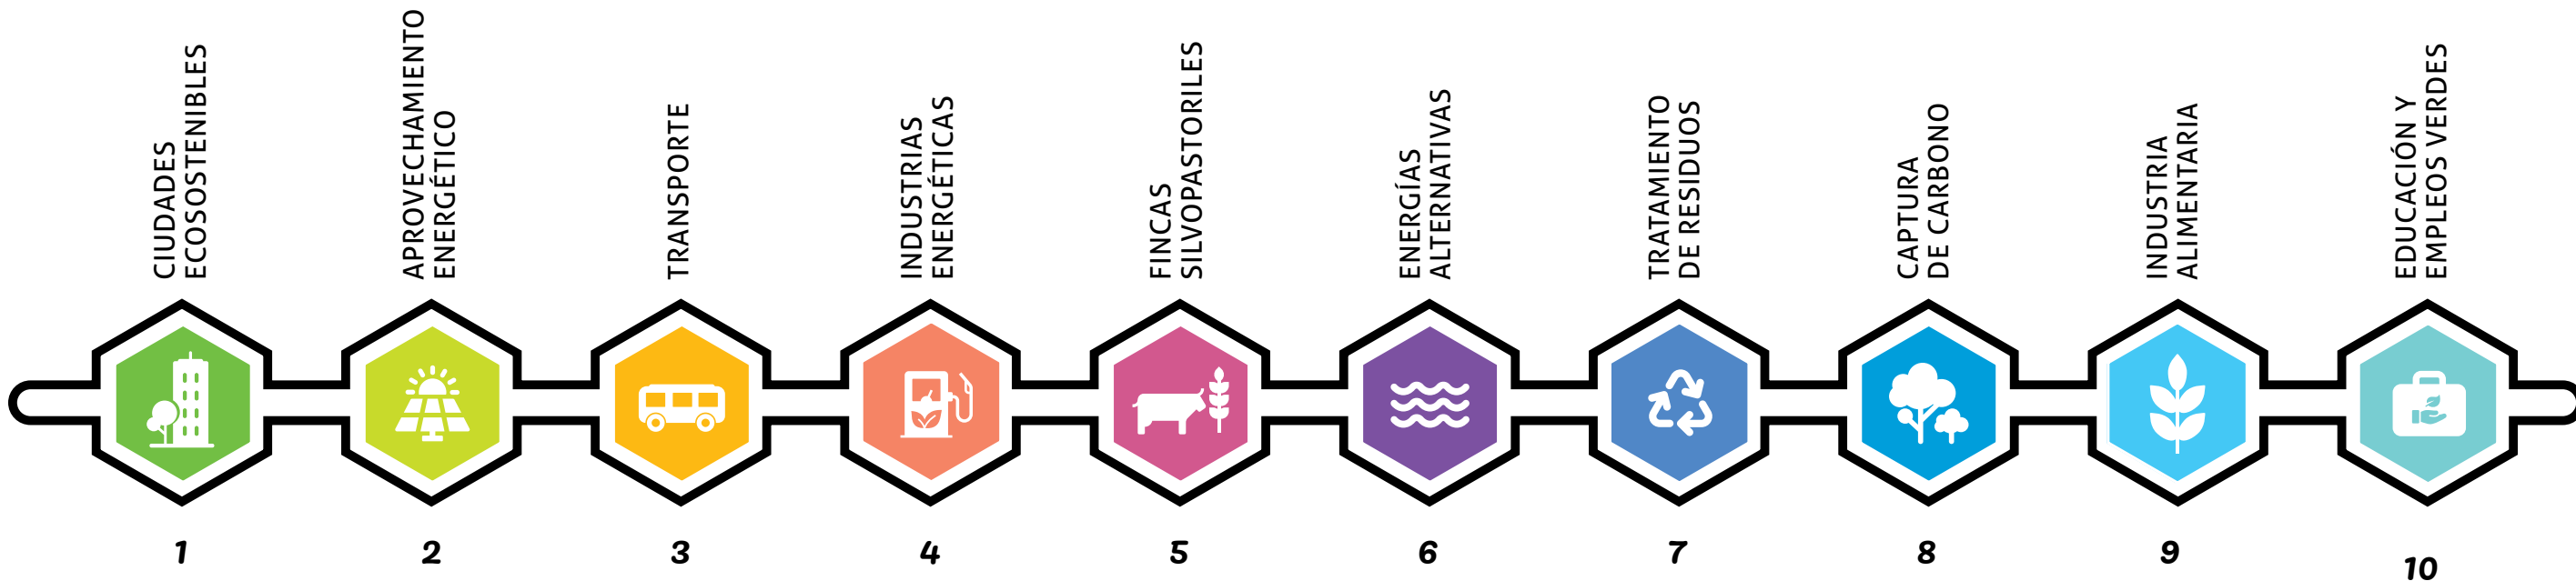 CIUDADES
ECOSOSTENIBLES
APROVECHAMIENTO
ENERGÉTICO
TRANSPORTE
INDUSTRIAS
ENERGÉTICAS
FINCAS
SILVOPASTORILES
ENERGÍAS
ALTERNATIVAS
TRATAMIENTO
DE RESIDUOS
CAPTURA
DE CARBONO
INDUSTRIA
ALIMENTARIA
EDUCACIÓN Y
EMPLEOS VERDES
1
2
3
4
5
6
7
8
9
10